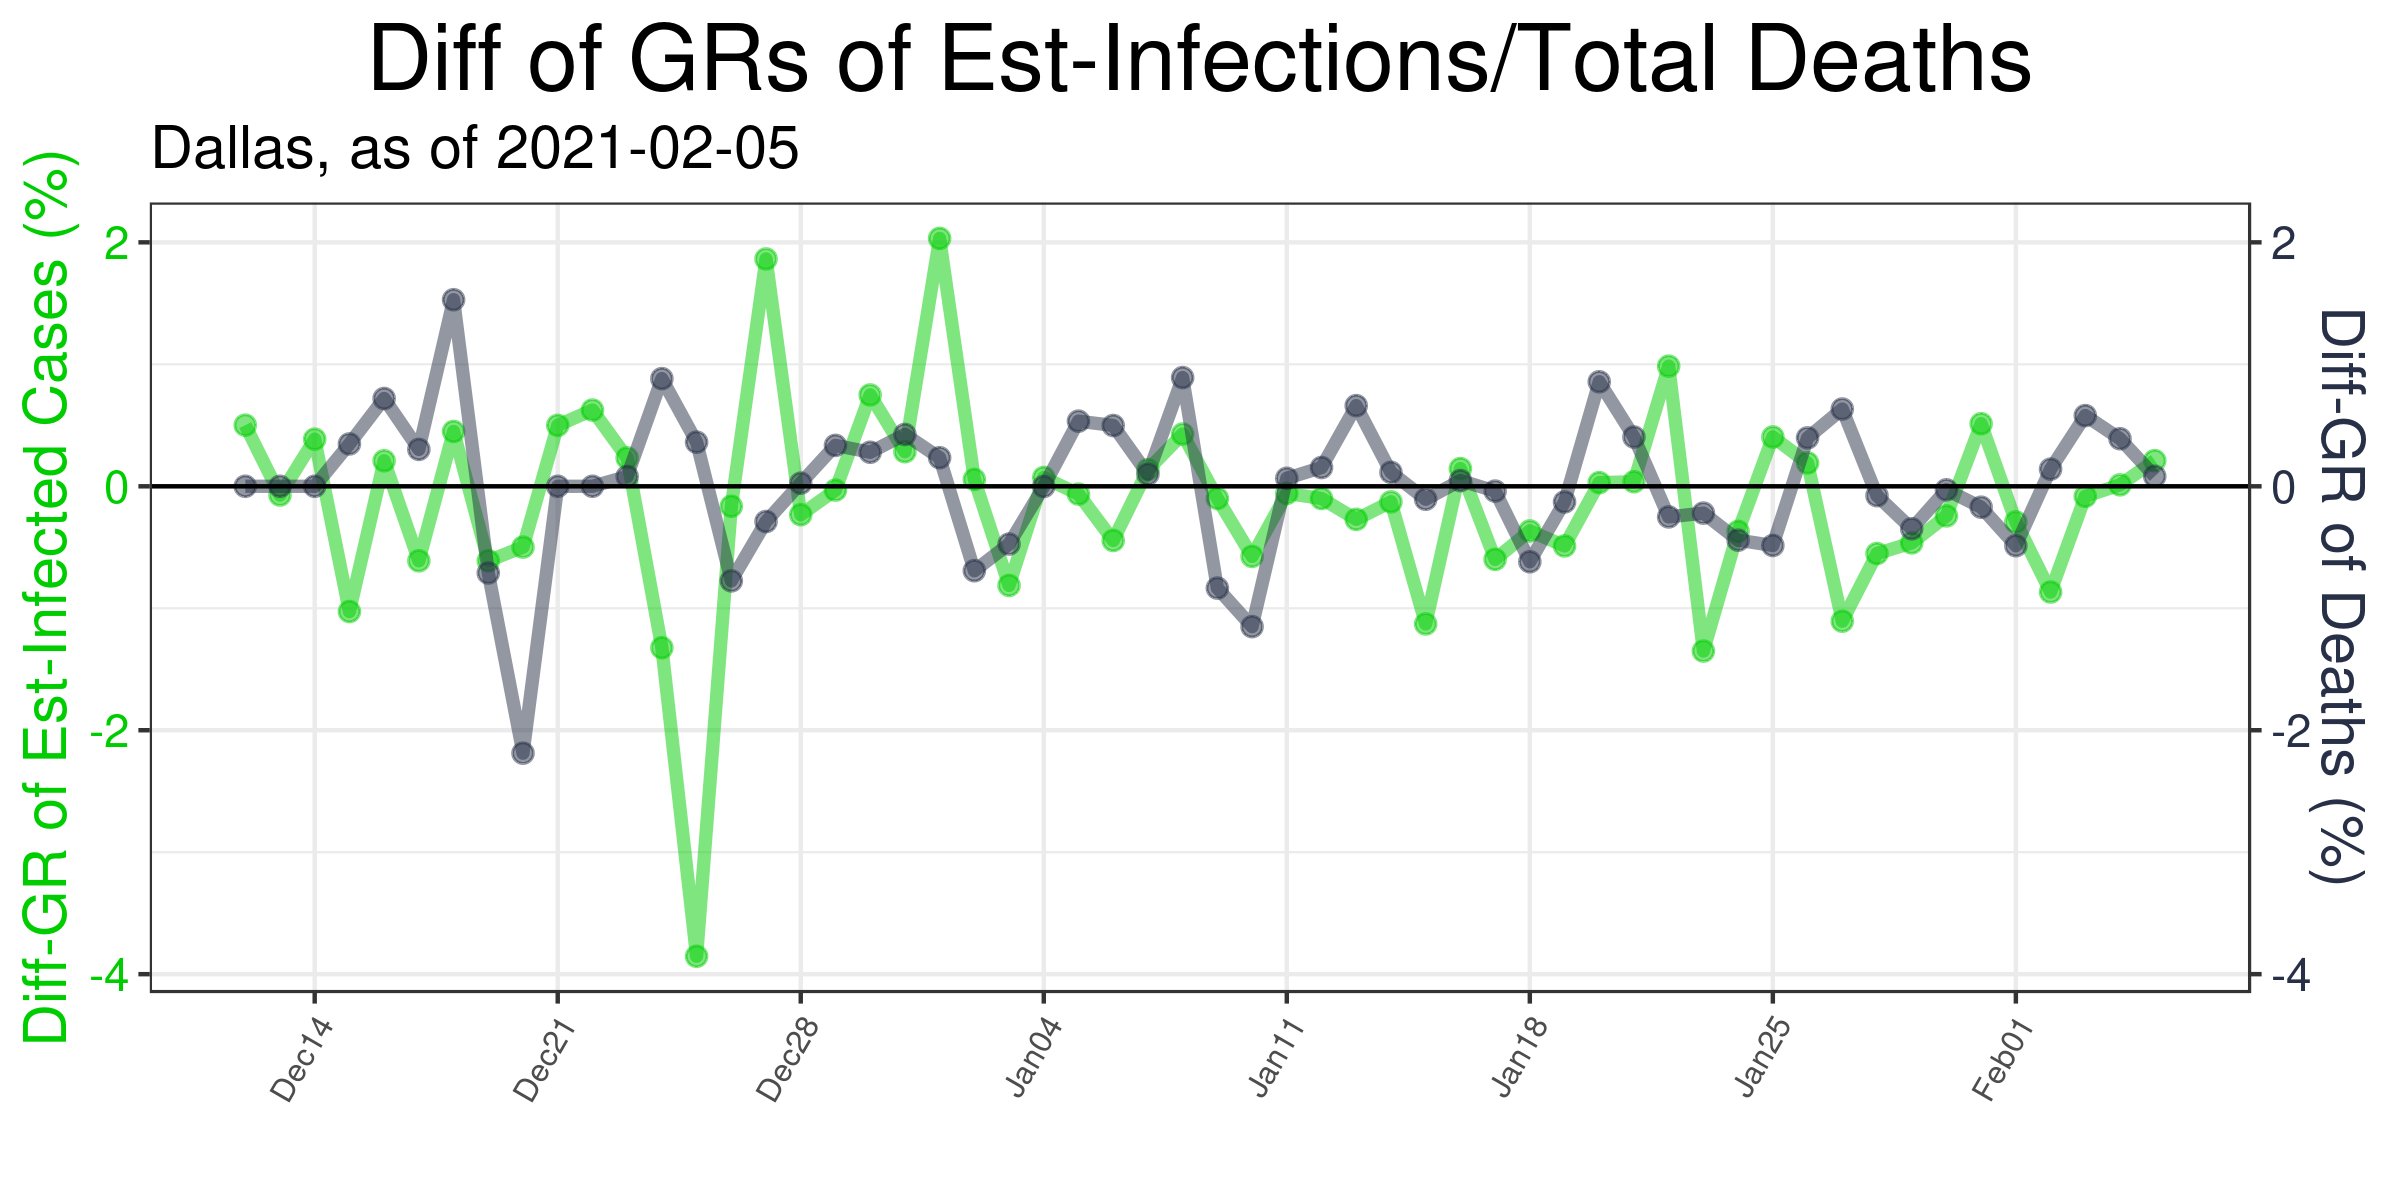 Diff of GRs of Est-Infections/Total Deaths
Dallas, as of 2021-02-05
Diff-GR of Est-Infected Cases (%)
2
0
-2
-4
2
0
-2
-4
Diff-GR of Deaths (%)
Dec14
Dec21
Dec28
Jan04
Jan11
Jan18
Jan25
Feb01